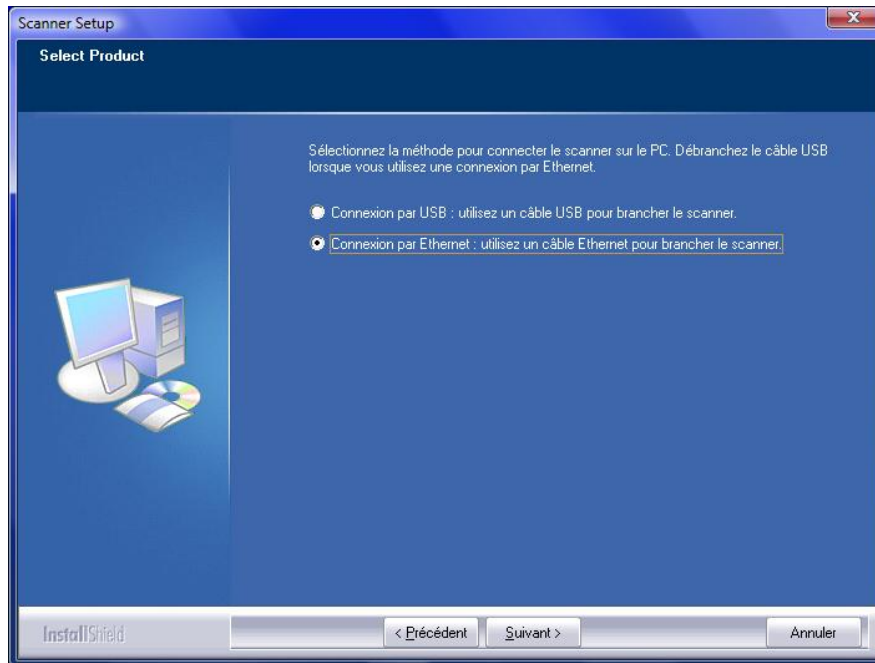 Scanner Setup
Select Product
Sélectionnez la méthode pour connecter le scanner sur le PC. Débranchez le câble USB
lorsque vous utilisez une connexion par Ethernet.
Connexion par USB : utilisez un câble USB pour brancher le scanner.
Connexion par Ethernet : utilisez un câble Ethernet pour brancher le scanner.
InstallShield
< Précédent
Suivant >
Annuler